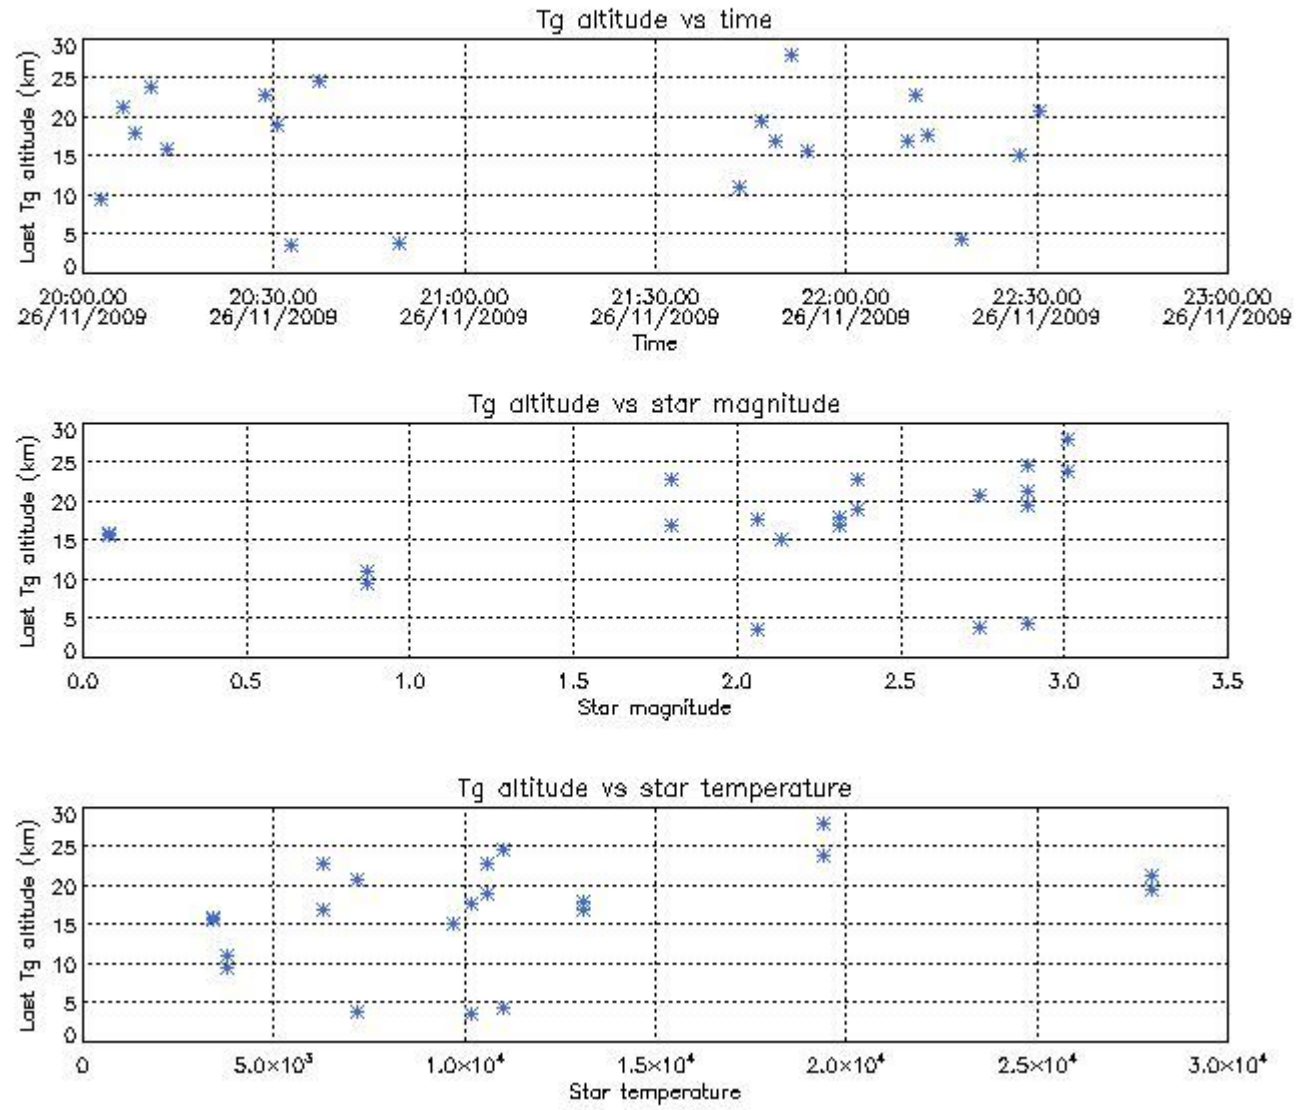 Tg altitude vs time
Last Tg altitude (km)
30
25
20
15
10
5
0
20:00.00 20:30.00 21:00.00 21:30.00 22:00.00 22:30.00 23:00.00
26/11/2009 26/11/2009 26/11/2009 26/11/2009 26/11/2009 26/11/2009 26/11/2009
Time
Tg altitude vs star magnitude
Last Tg altitude (km)
30
25
20
15
10
5
0
0.0 0.5 1.0 1.5 2.0 2.5 3.0 3.5
Star magnitude
Tg altitude vs star temperature
Last Tg altitude (km)
30
25
20
15
10
5
0
0 5.0×10³ 1.0×10⁴ 1.5×10⁴ 2.0×10⁴ 2.5×10⁴ 3.0×10⁴
Star temperature